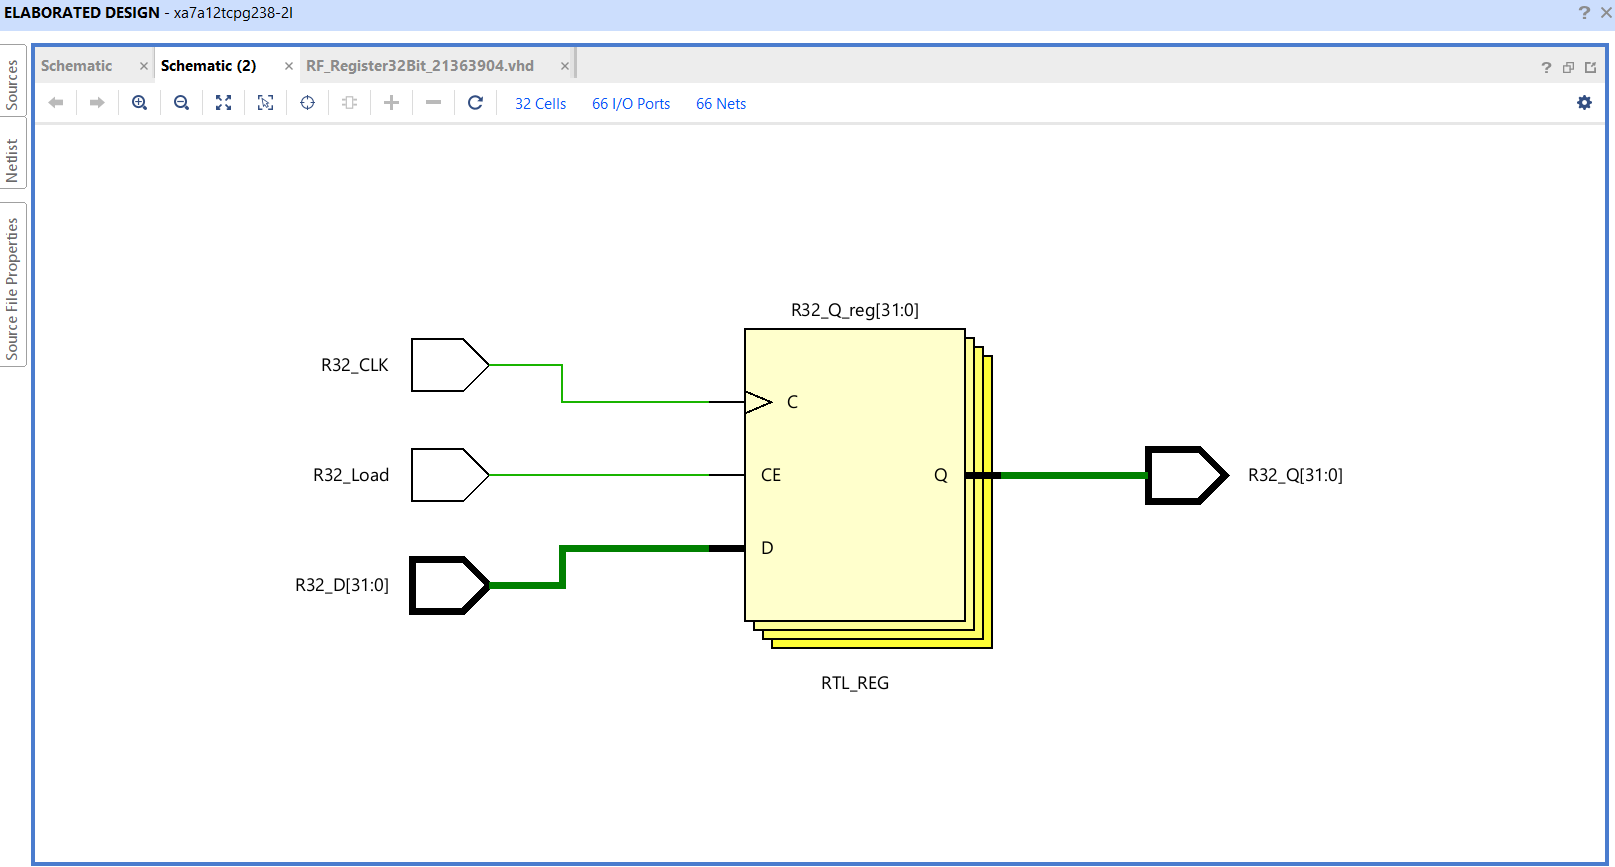 ELABORATED DESIGN - xa7a12tcpg238-2I
Sources
Netlist
Source File Properties
Schematic
Schematic (2)
RF_Register32Bit_21363904.vhd
32 Cells
66 I/O Ports
66 Nets
R32_Q_reg[31:0]
R32_CLK
C
R32_Load
CE
Q
R32_Q[31:0]
D
R32_D[31:0]
RTL_REG